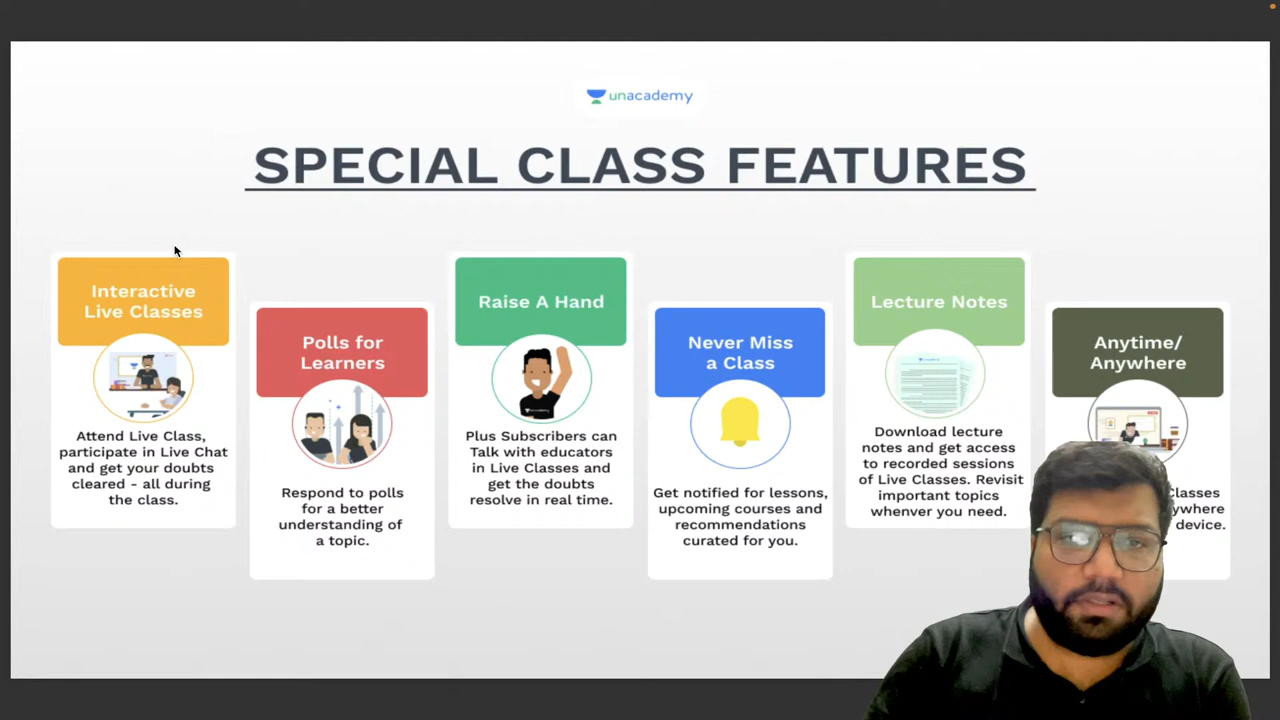 unacademy
SPECIAL CLASS FEATURES
Interactive
Live Classes
Attend Live Class,
participate in Live Chat
and get your doubts
cleared - all during
the class.
Polls for
Learners
Respond to polls
for a better
understanding of
a topic.
Raise A Hand
Plus Subscribers can
Talk with educators
in Live Classes and
get the doubts
resolve in real time.
Never Miss
a Class
Get notified for lessons,
upcoming courses and
recommendations
curated for you.
Lecture Notes
Download lecture
notes and get access
to recorded sessions
of Live Classes. Revisit
important topics
whenver you need.
Anytime/
Anywhere
Classes
device.